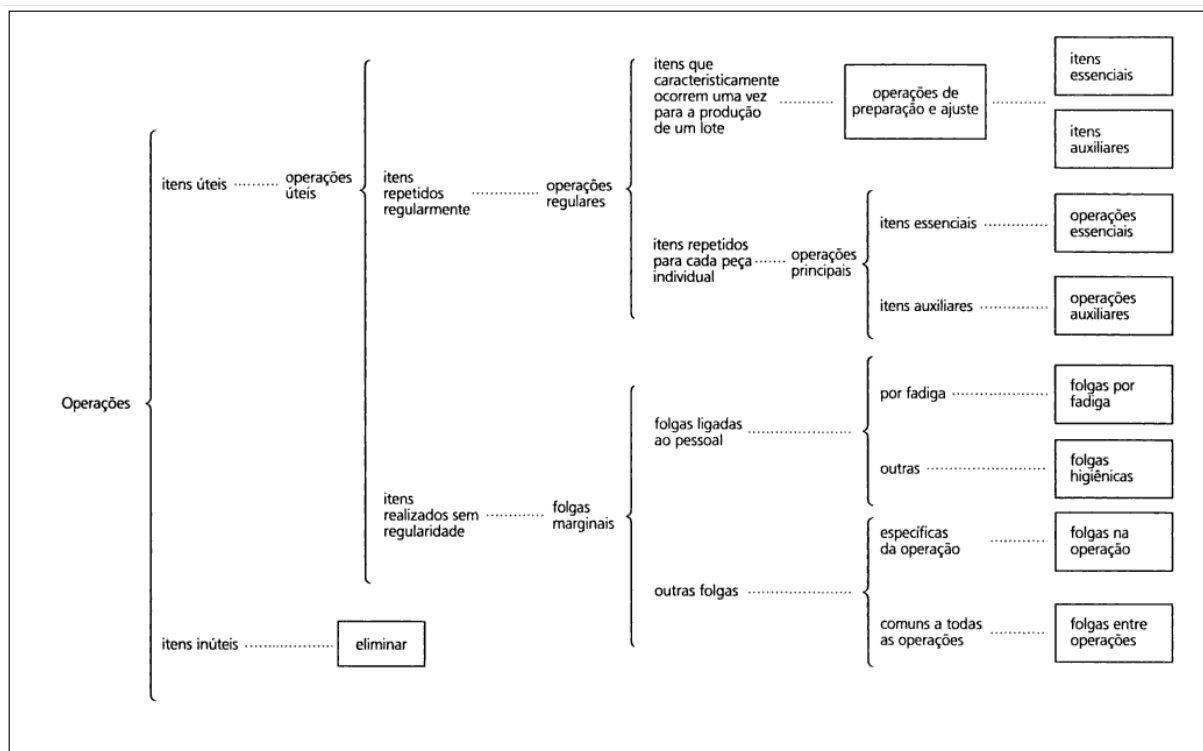 Operações
itens úteis
operações
úteis
itens
repetidos
regularmente
operações
regulares
itens que
caracteristicamente
ocorrem uma vez
para a produção
de um lote
operações de
preparação e ajuste
itens
essenciais
itens
auxiliares
itens repetidos
para cada peça
individual
operações
principais
itens essenciais
operações
essenciais
itens auxiliares
operações
auxiliares
itens
realizados sem
regularidade
folgas
marginais
folgas ligadas
ao pessoal
por fadiga
folgas por
fadiga
outras
folgas
higiênicas
outras folgas
específicas
da operação
folgas na
operação
comuns a todas
as operações
folgas entre
operações
itens inúteis
eliminar